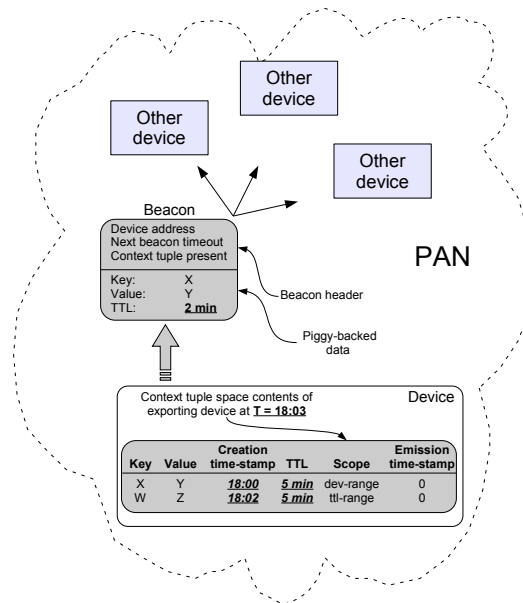 Other
device
Other
device
Other
device
Beacon
Device address
Next beacon timeout
Context tuple present
Key: X
Value: Y
TTL: 2 min
PAN
Beacon header
Piggy-backed
data
Context tuple space contents of
exporting device at T = 18:03
Device
Creation Emission
Key Value time-stamp TTL Scope time-stamp
X Y 18:00 5 min dev-range 0
W Z 18:02 5 min ttl-range 0